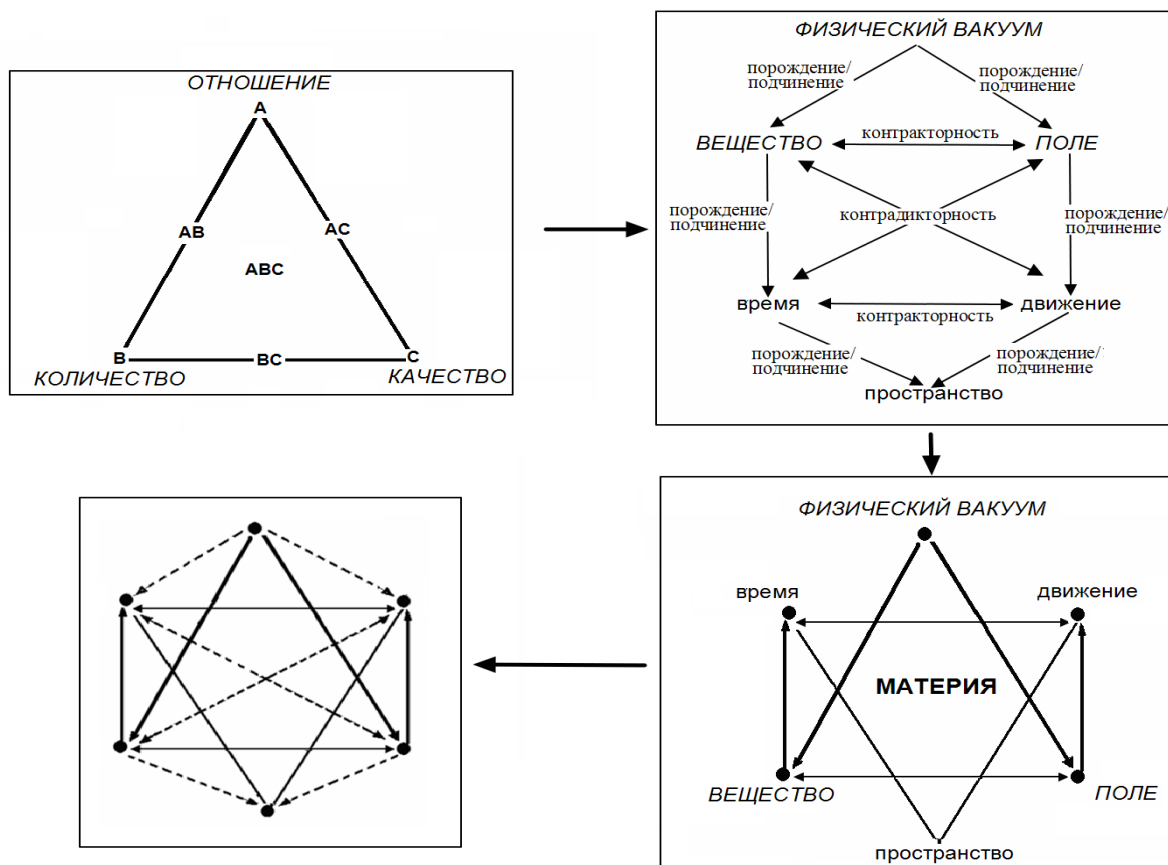 ОТНОШЕНИЕ
A
AB
AC
ABC
B
BC
C
КОЛИЧЕСТВО
КАЧЕСТВО
ФИЗИЧЕСКИЙ ВАКУУМ
порождение/
подчинение
порождение/
подчинение
ВЕЩЕСТВО
контракторность
ПОЛЕ
порождение/
подчинение
контрадикторность
порождение/
подчинение
время
контракторность
движение
порождение/
подчинение
порождение/
подчинение
пространство
ФИЗИЧЕСКИЙ ВАКУУМ
время
движение
МАТЕРИЯ
ВЕЩЕСТВО
ПОЛЕ
пространство